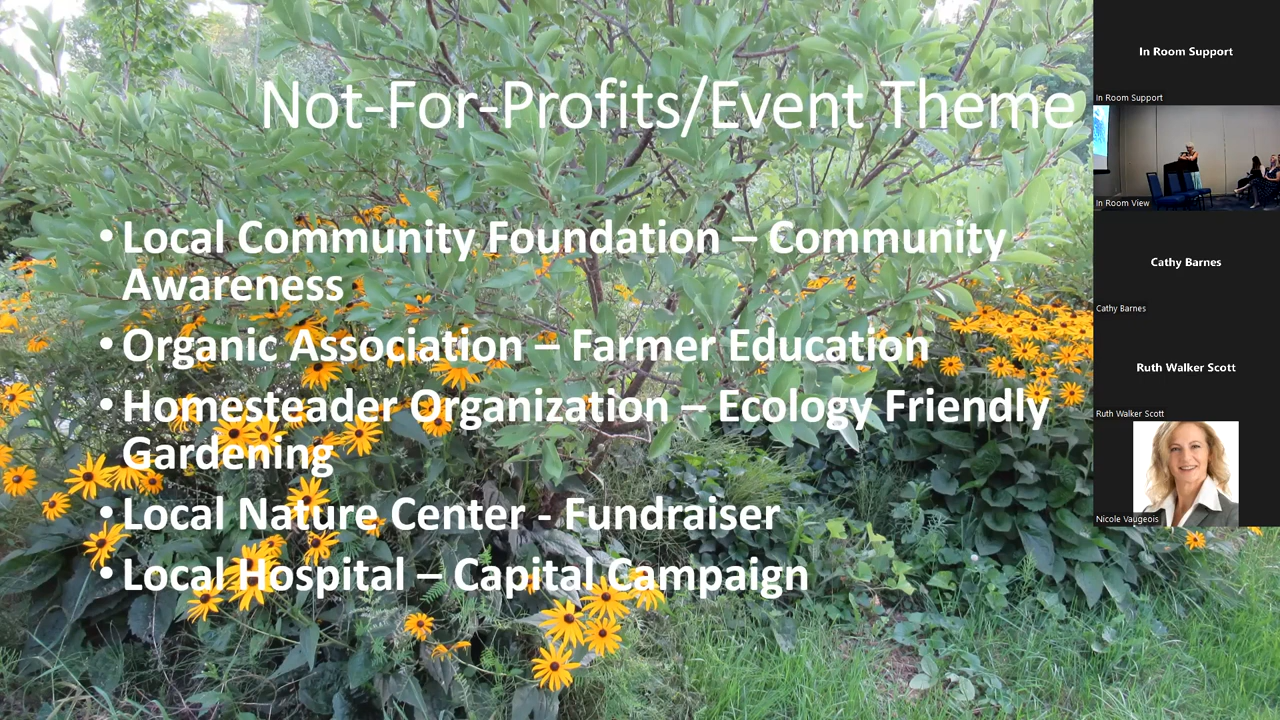 Not-For-Profits/Event Theme
• Local Community Foundation – Community
Awareness
• Organic Association – Farmer Education
• Homesteader Organization – Ecology Friendly
Gardening
• Local Nature Center - Fundraiser
• Local Hospital – Capital Campaign
In Room Support
In Room Support
In Room View
Cathy Barnes
Cathy Barnes
Ruth Walker Scott
Ruth Walker Scott
Nicole Vaugeois